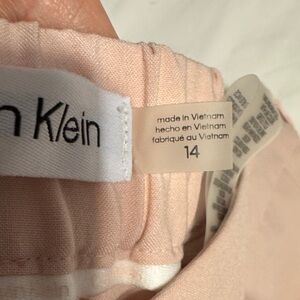 n Klein
made in Vietnam
hecho en Vietnam
fabriqué au Vietnam
14